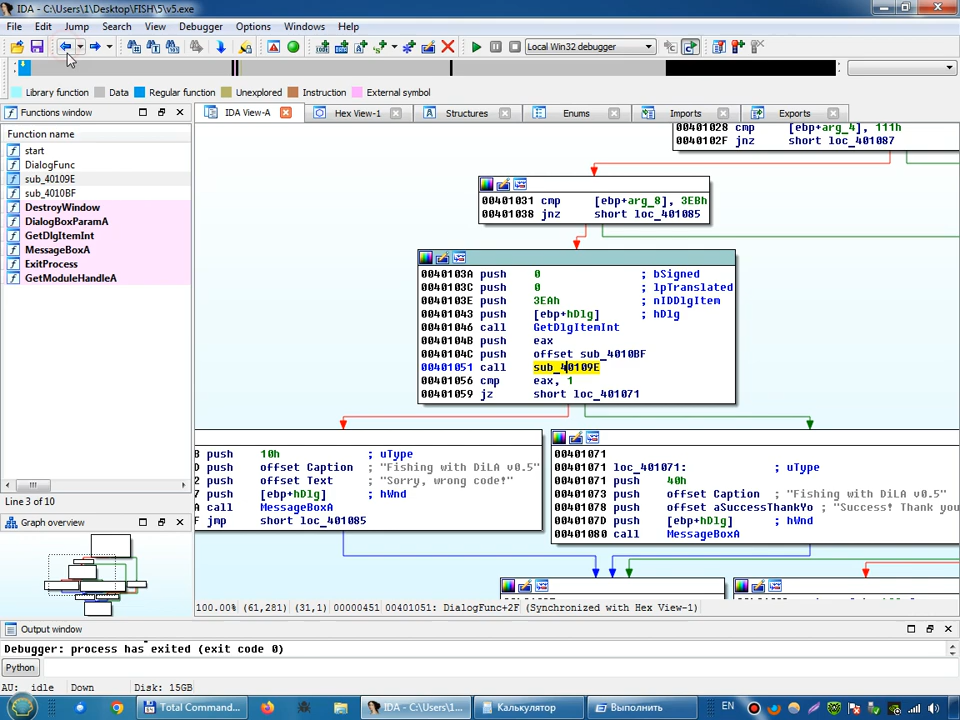 IDA - C:\Users\1\Desktop\FISH\5\v5.exe
File Edit Jump Search View Debugger Options Windows Help
Local Win32 debugger
Library function Data Regular function Unexplored Instruction External symbol
Functions window
IDA View-A Hex View-1 Structures Enums Imports Exports
Function name
start
DialogFunc
sub_40109E
sub_4010BF
DestroyWindow
DialogBoxParamA
GetDlgItemInt
MessageBoxA
ExitProcess
GetModuleHandleA
Line 3 of 10
Graph overview
00401028 cmp [ebp+arg_4], 111h
0040102F jnz short loc_401087
00401031 cmp [ebp+arg_8], 3EBh
00401038 jnz short loc_401085
0040103A push 0 ; bSigned
0040103C push 0 ; lpTranslated
0040103E push 3EAh ; nIDDlgItem
00401043 push [ebp+hDlg] ; hDlg
00401046 call GetDlgItemInt
0040104B push eax
0040104C push offset sub_4010BF
00401051 call sub_40109E
00401056 cmp eax, 1
00401059 jz short loc_401071
B push 10h ; uType
D push offset Caption ; "Fishing with DiLA v0.5"
2 push offset Text ; "Sorry, wrong code!"
7 push [ebp+hDlg] ; hWnd
A call MessageBoxA
F jmp short loc_401085
00401071
00401071 loc_401071: ; uType
00401071 push 40h
00401073 push offset Caption ; "Fishing with DiLA v0.5"
00401078 push offset aSuccessThankYo ; "Success! Thank you
0040107D push [ebp+hDlg] ; hWnd
00401080 call MessageBoxA
100.00% (61,281) (31,1) 00000451 00401051: DialogFunc+2F (Synchronized with Hex View-1)
Output window
Debugger: process has exited (exit code 0)
Python
AU: idle Down Disk: 15GB
Total Command... IDA - C:\Users\1... Калькулятор Выполнить EN